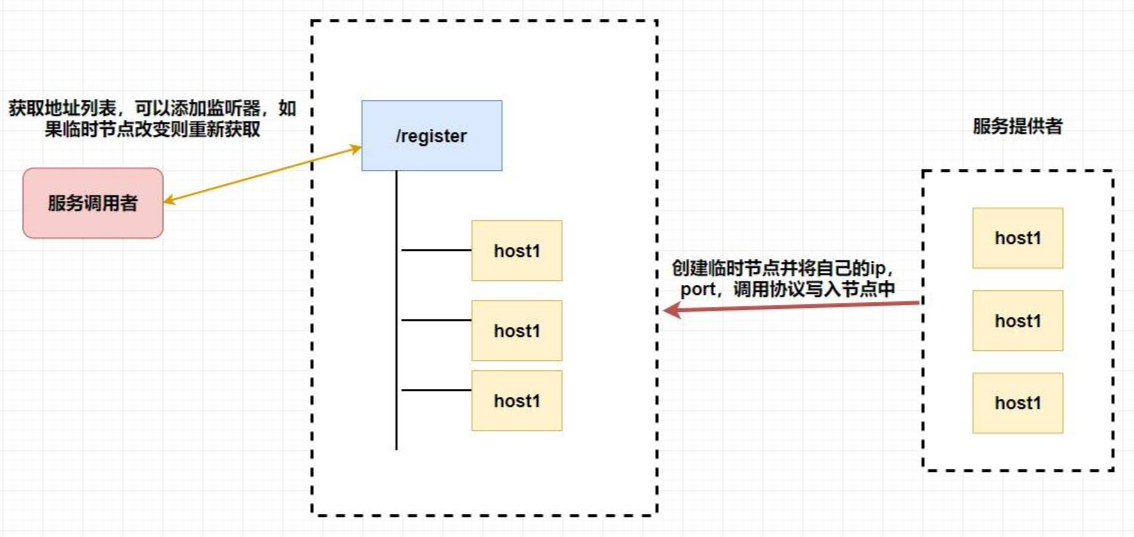 获取地址列表，可以添加监听器，如
果临时节点改变则重新获取
服务调用者
/register
host1
host1
host1
创建临时节点并将自己的ip，
port，调用协议写入节点中
服务提供者
host1
host1
host1